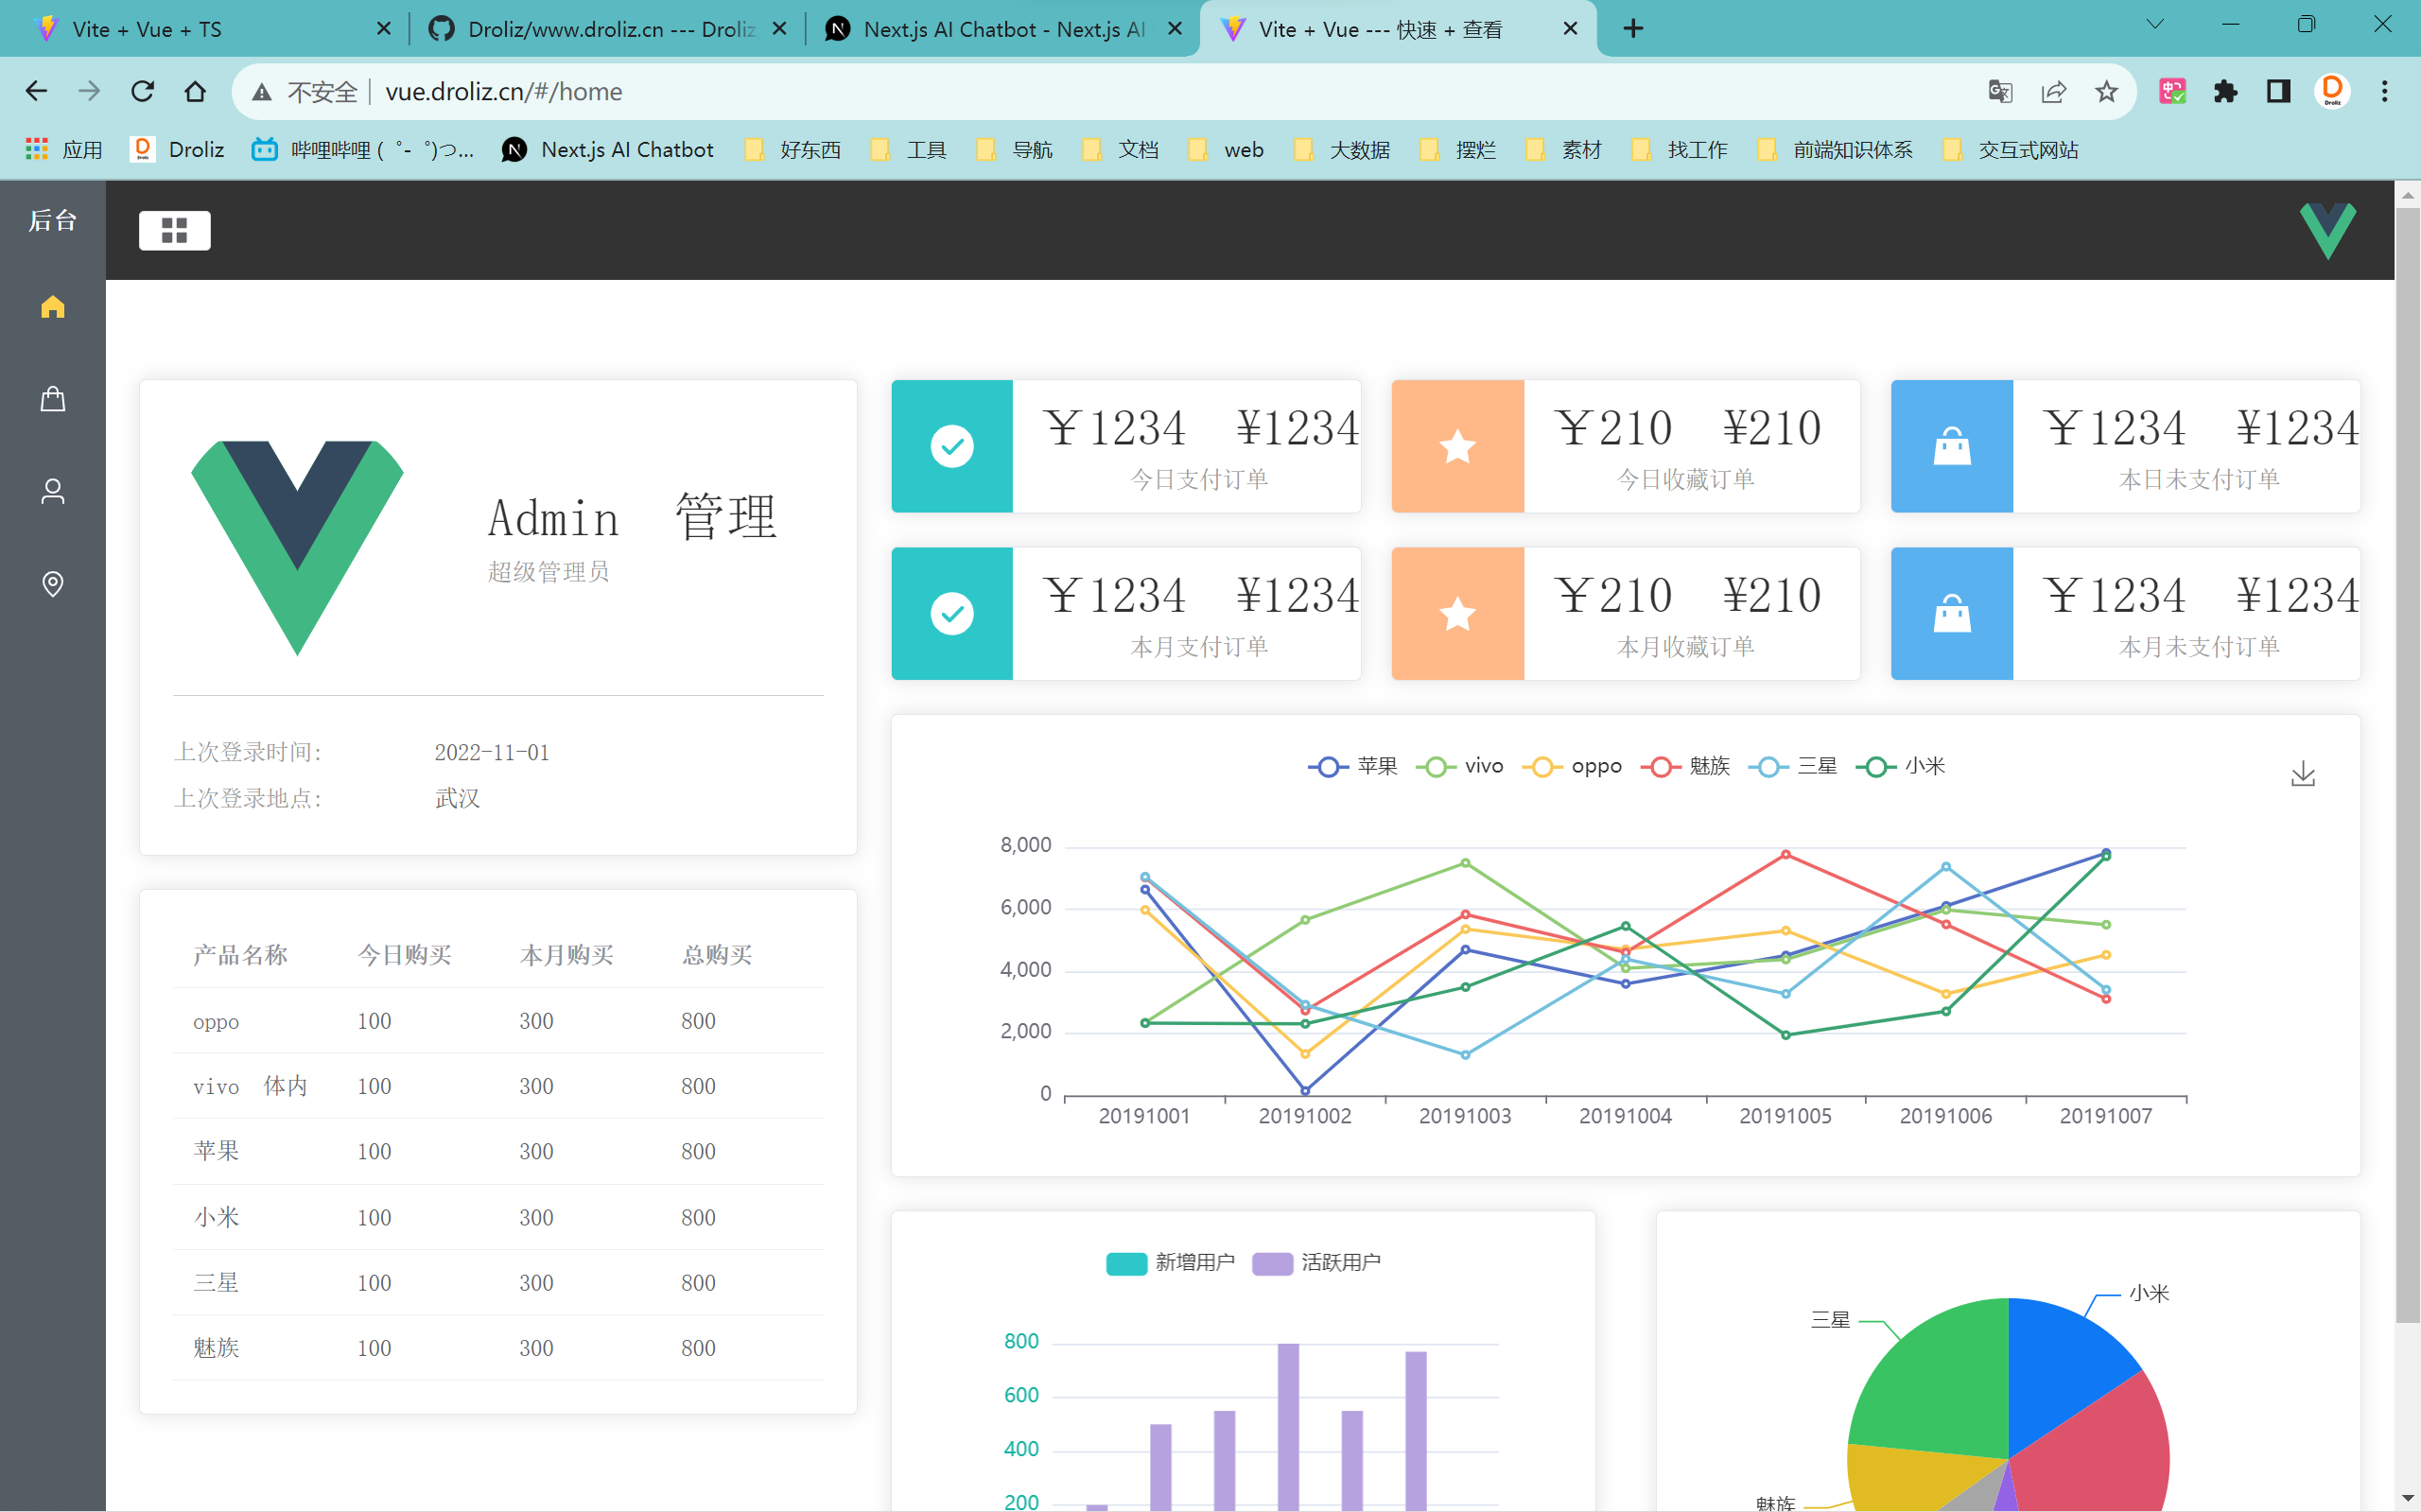 Vite + Vue + TS
Droliz/www.droliz.cn --- Droliz
Next.js AI Chatbot - Next.js AI
Vite + Vue --- 快速 + 查看
不安全 vue.droliz.cn/#/home
应用 Droliz 哔哩哔哩 (゜-゜)つ... Next.js AI Chatbot 好东西 工具 导航 文档 web 大数据 摆烂 素材 找工作 前端知识体系 交互式网站
后台
Admin 管理
超级管理员
上次登录时间: 2022-11-01
上次登录地点: 武汉
产品名称 今日购买 本月购买 总购买
oppo 100 300 800
vivo 体内 100 300 800
苹果 100 300 800
小米 100 300 800
三星 100 300 800
魅族 100 300 800
￥1234 ¥1234
今日支付订单
￥210 ¥210
今日收藏订单
￥1234 ¥1234
本日未支付订单
￥1234 ¥1234
本月支付订单
￥210 ¥210
本月收藏订单
￥1234 ¥1234
本月未支付订单
苹果 vivo oppo 魅族 三星 小米
8,000
6,000
4,000
2,000
0
20191001 20191002 20191003 20191004 20191005 20191006 20191007
新增用户 活跃用户
800
600
400
200
小米
三星
魅族